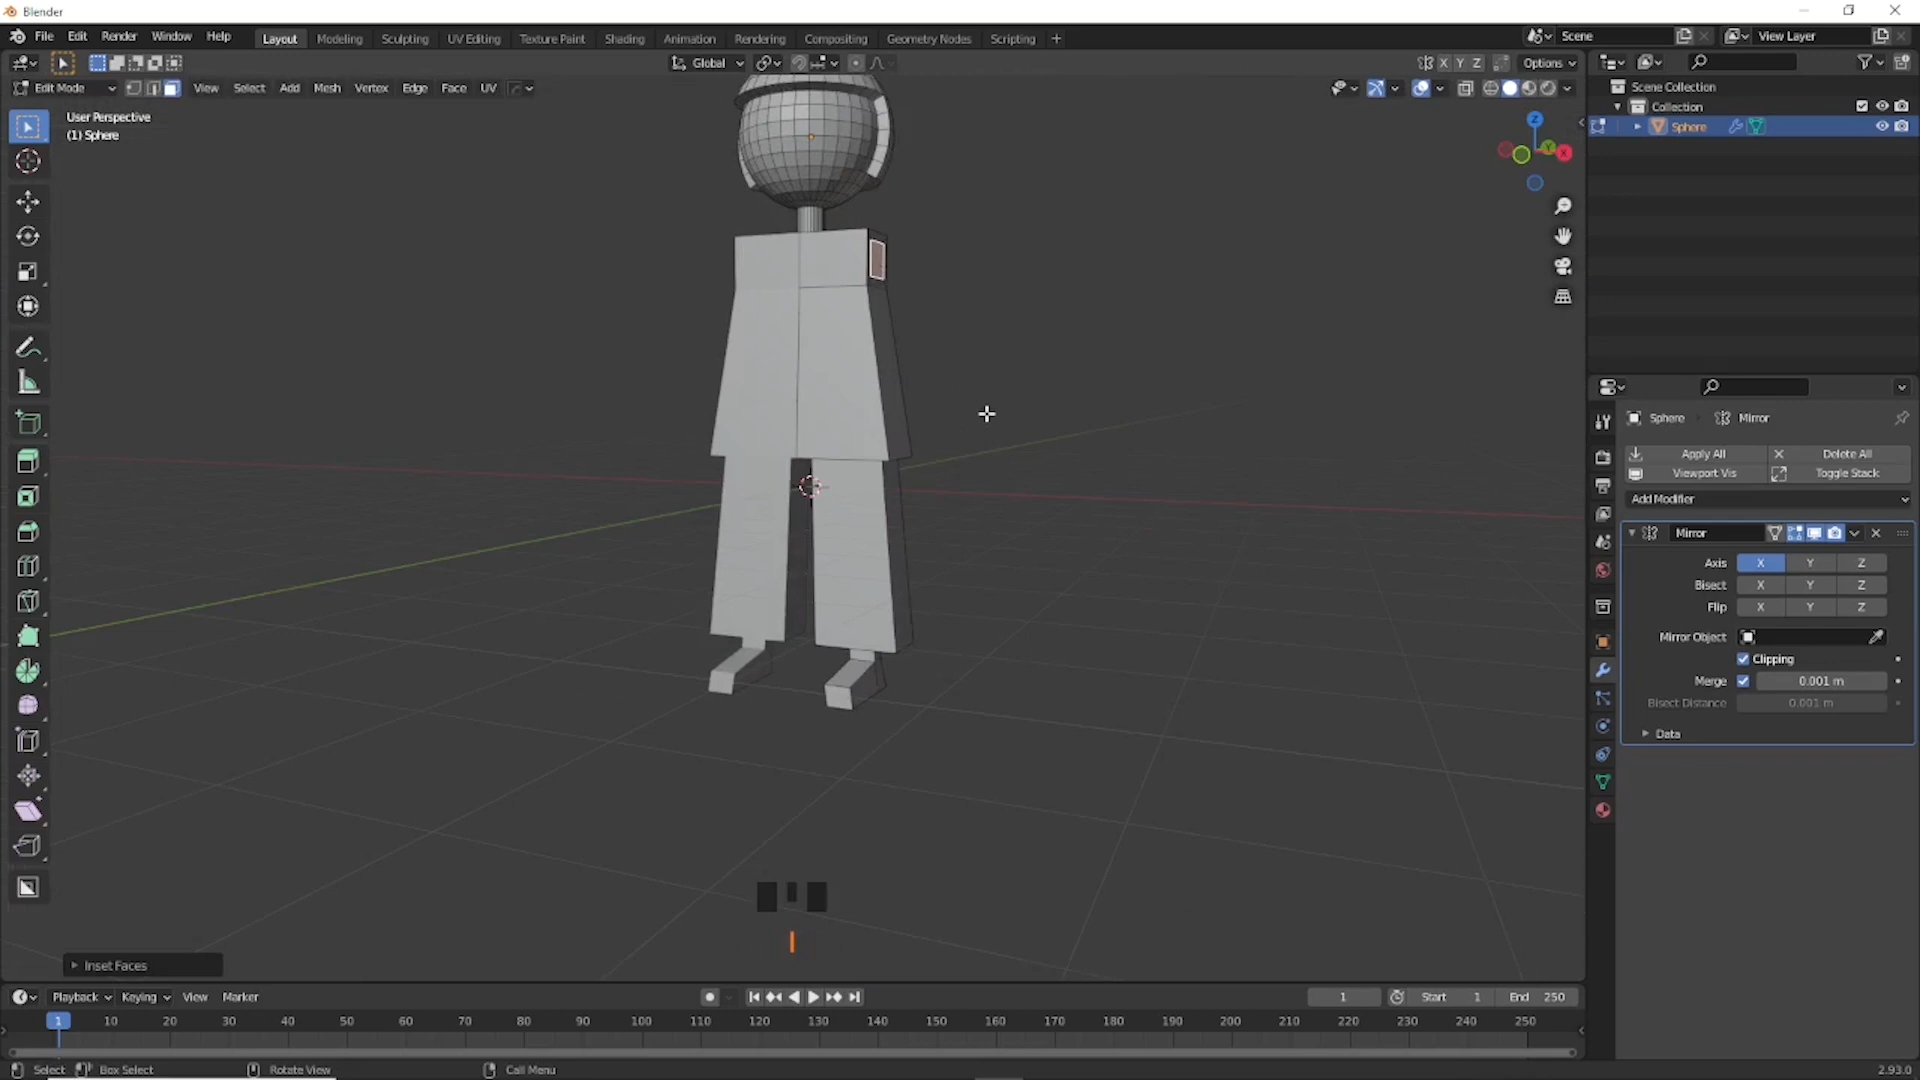 Blender
File Edit Render Window Help
Layout Modeling Sculpting UV Editing Texture Paint Shading Animation Rendering Compositing Geometry Nodes Scripting +
Scene
View Layer
Global
X Y Z
Options
Edit Mode
View Select Add Mesh Vertex Edge Face UV
User Perspective
(1) Sphere
Z
Y
X
Scene Collection
Collection
Sphere
Sphere Mirror
Apply All
Delete All
Viewport Vis
Toggle Stack
Add Modifier
Mirror
Axis X Y Z
Bisect X Y Z
Flip X Y Z
Mirror Object
Clipping
Merge 0.001 m
Bisect Distance 0.001 m
Data
Inset Faces
Playback Keying View Marker
1
Start 1
End 250
1 10 20 30 40 50 60 70 80 90 100 110 120 130 140 150 160 170 180 190 200 210 220 230 240 250
Select
Box Select
Rotate View
Call Menu
2.93.0